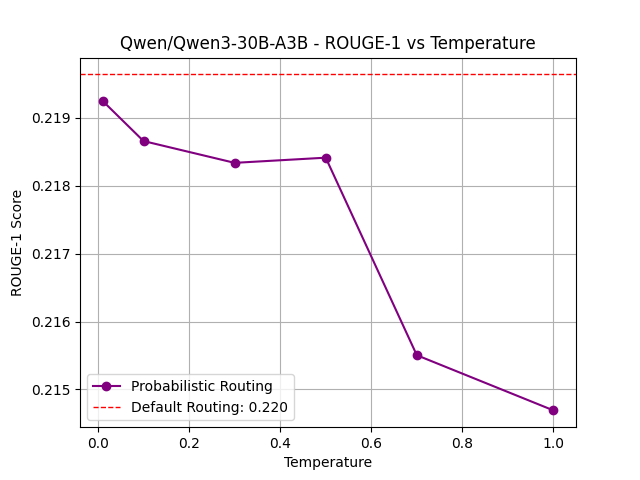 Qwen/Qwen3-30B-A3B - ROUGE-1 vs Temperature
ROUGE-1 Score
0.219
0.218
0.217
0.216
0.215
Probabilistic Routing
Default Routing: 0.220
0.0 0.2 0.4 0.6 0.8 1.0
Temperature